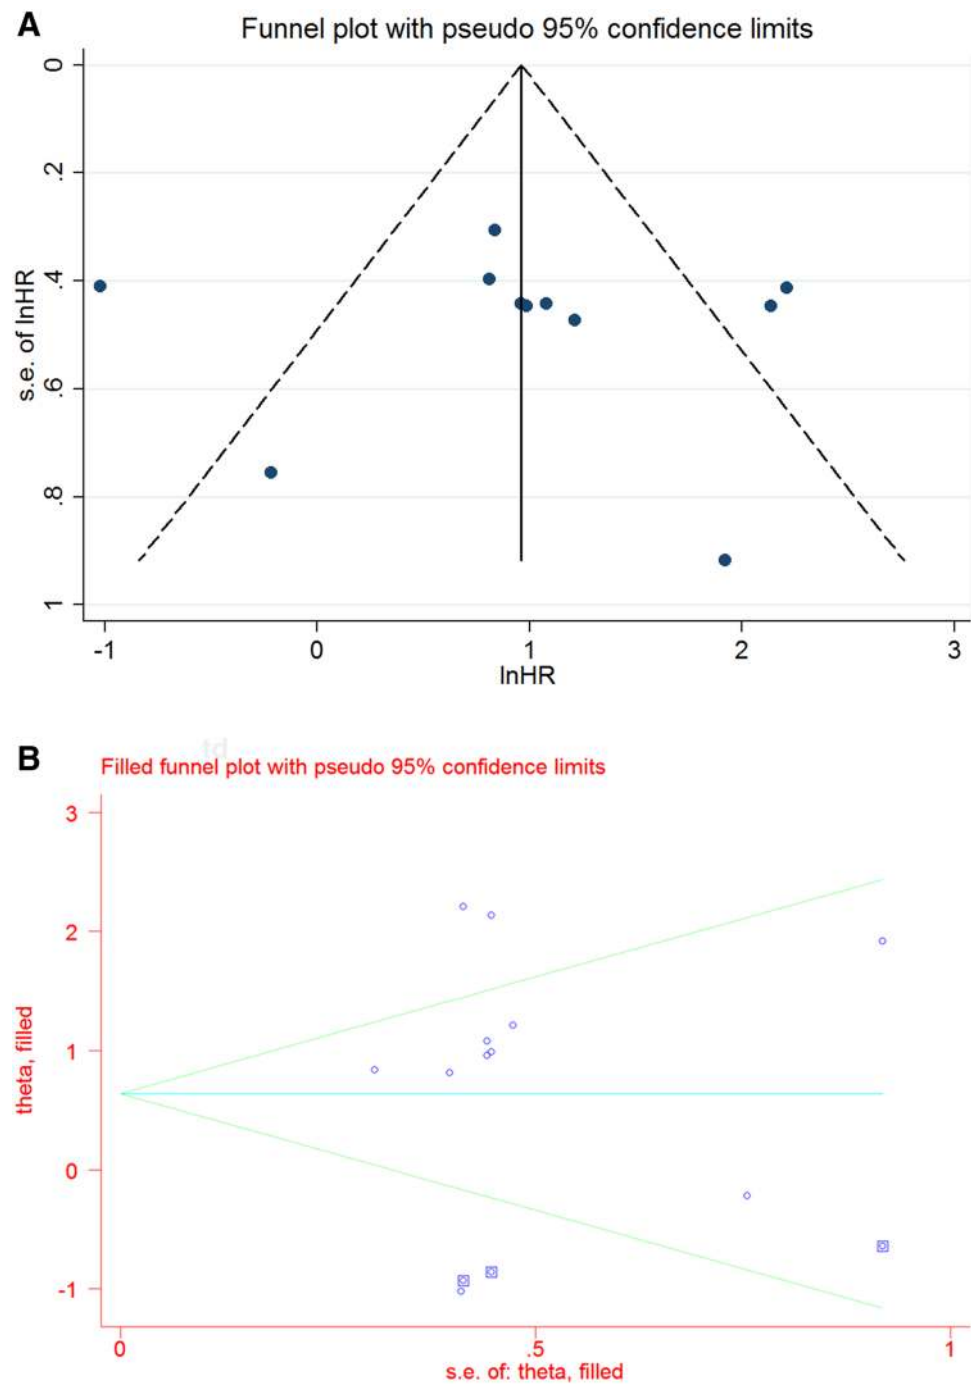 A
Funnel plot with pseudo 95% confidence limits
0
.2
.4
.6
.8
1
s.e. of lnHR
-1 0 1 2 3
lnHR
td
B
Filled funnel plot with pseudo 95% confidence limits
3
2
1
0
-1
theta, filled
0 .5 1
s.e. of: theta, filled